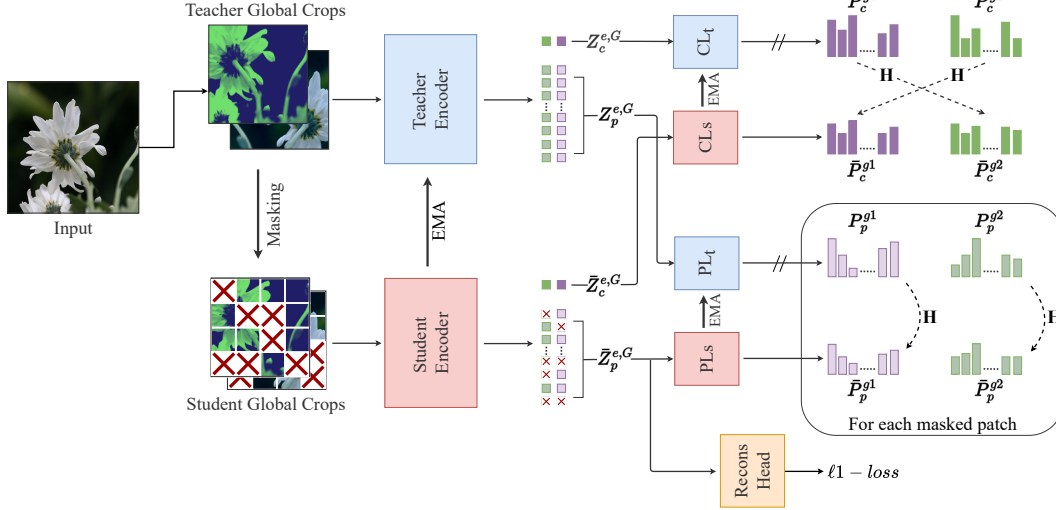 Teacher Global Crops
Input
Masking
Student Global Crops
Teacher
Encoder
EMA
Student
Encoder
Z_c^{e,G}
Z_p^{e,G}
Z̄_c^{e,G}
Z̄_p^{e,G}
CLt
EMA
CLs
PLt
EMA
PLs
Recons
Head
ℓ1 − loss
H
H
P̄_c^{g1}
P̄_c^{g2}
P_p^{g1}
P_p^{g2}
H
H
P̄_p^{g1}
P̄_p^{g2}
For each masked patch